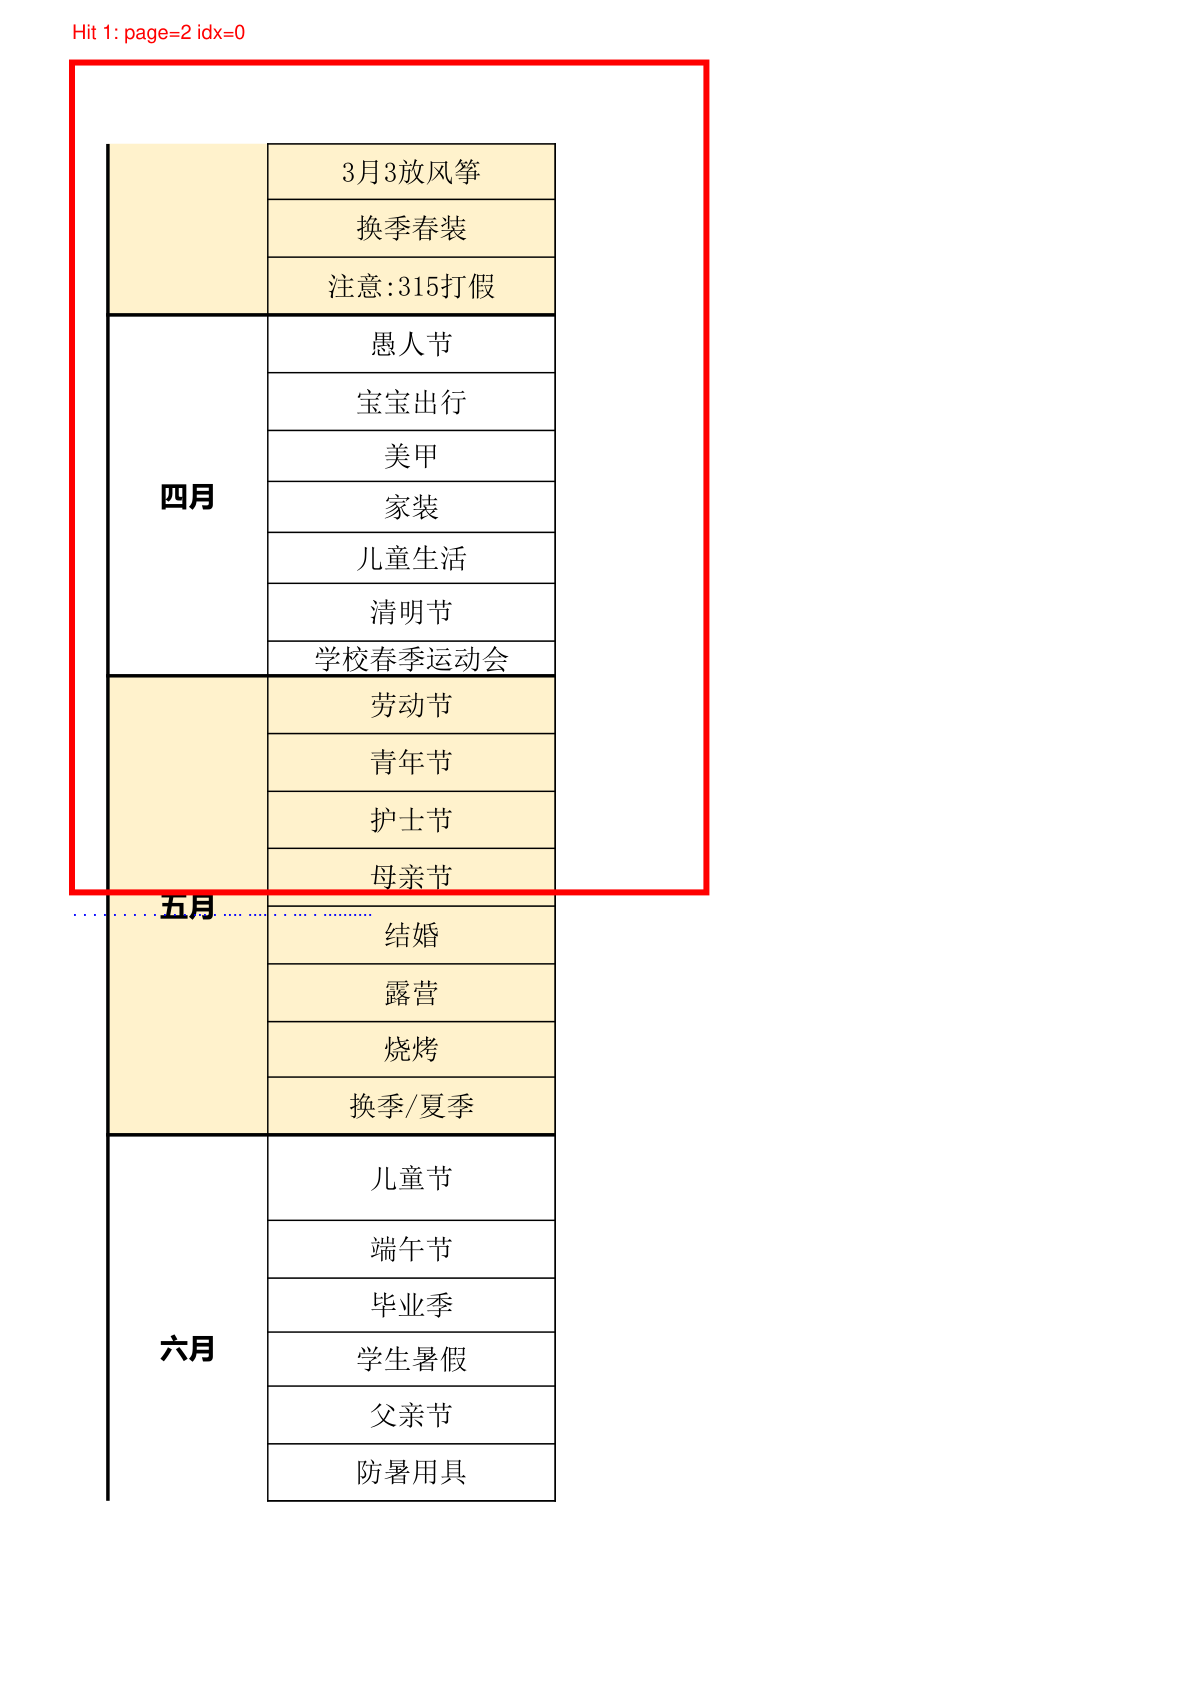 Hit 1: page=2 idx=0
3月3放风筝
换季春装
注意:315打假
四月
愚人节
宝宝出行
美甲
家装
儿童生活
清明节
学校春季运动会
五月
劳动节
青年节
护士节
母亲节
结婚
露营
烧烤
换季/夏季
六月
儿童节
端午节
毕业季
学生暑假
父亲节
防暑用具